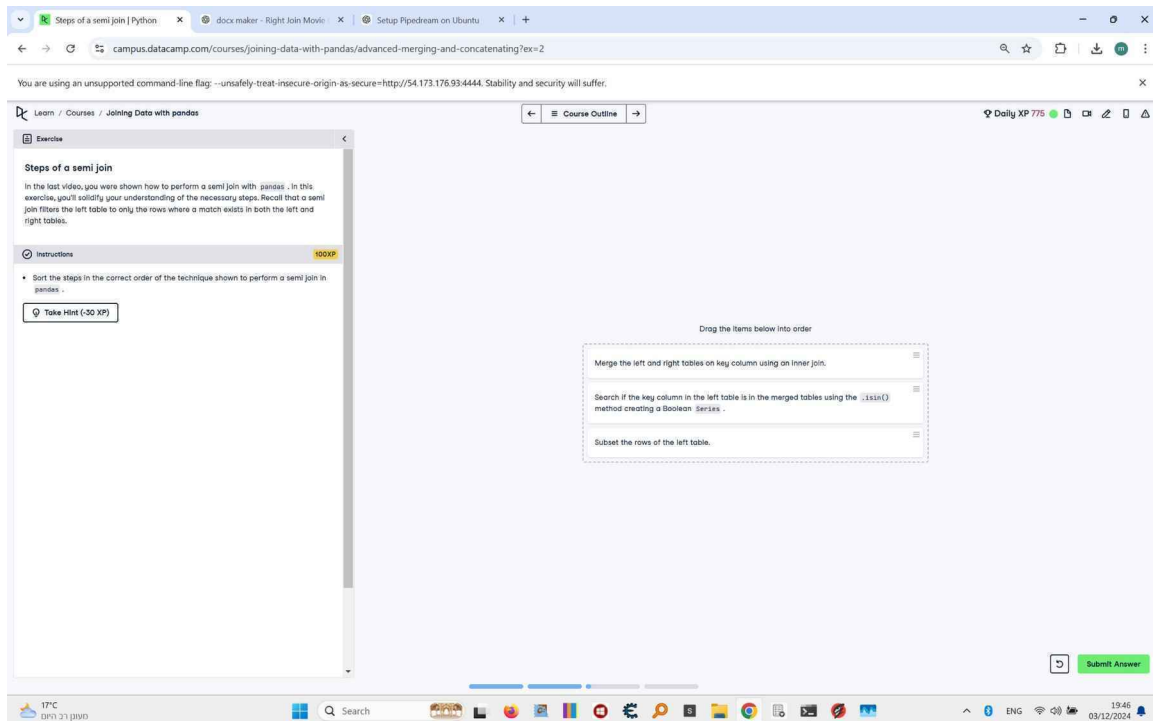 Steps of a semi join | Python
docx maker - Right Join Movie
Setup Pipedream on Ubuntu
campus.datacamp.com/courses/joining-data-with-pandas/advanced-merging-and-concatenating?ex=2
You are using an unsupported command-line flag: --unsafely-treat-insecure-origin-as-secure=http://54.173.176.93:4444. Stability and security will suffer.
Learn / Courses / Joining Data with pandas
Course Outline
Daily XP 775
Exercise
Steps of a semi join
In the last video, you were shown how to perform a semi join with pandas . In this
exercise, you'll solidify your understanding of the necessary steps. Recall that a semi
join filters the left table to only the rows where a match exists in both the left and
right tables.
Instructions
100XP
• Sort the steps in the correct order of the technique shown to perform a semi join in
pandas .
Take Hint (-30 XP)
Drag the items below into order
Merge the left and right tables on key column using an inner join.
Search if the key column in the left table is in the merged tables using the .isin()
method creating a Boolean Series .
Subset the rows of the left table.
Submit Answer
17°C
מעונן רב היום
Search
ENG
19:46
03/12/2024